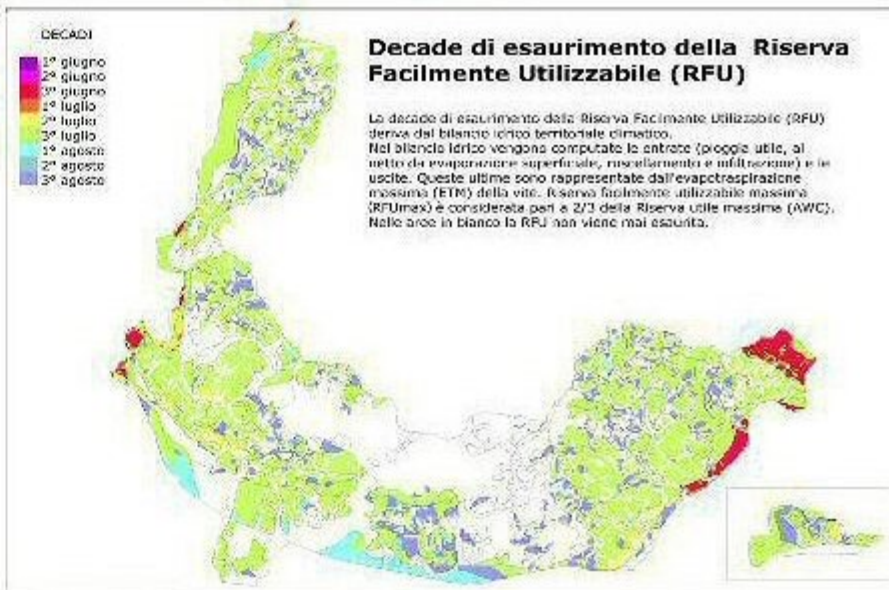 DECADI
1° giugno
2° giugno
3° giugno
1° luglio
2° luglio
3° luglio
1° agosto
2° agosto
3° agosto
Decade di esaurimento della Riserva
Facilmente Utilizzabile (RFU)
La decade di esaurimento della Riserva Facilmente Utilizzabile (RFU)
deriva dal bilancio idrico territoriale climatico.
Nel bilancio idrico vengono computate le entrate (pioggia utile, al
netto da evaporazione superficiale, ruscellamento e infiltrazione) e le
uscite. Queste ultime sono rappresentate dall'evapotraspirazione
massima (ETM) della vite. Riserva facilmente utilizzabile massima
(RFUmax) è considerata pari a 2/3 della Riserva utile massima (AWC).
Nelle aree in bianco la RFU non viene mai esaurita.